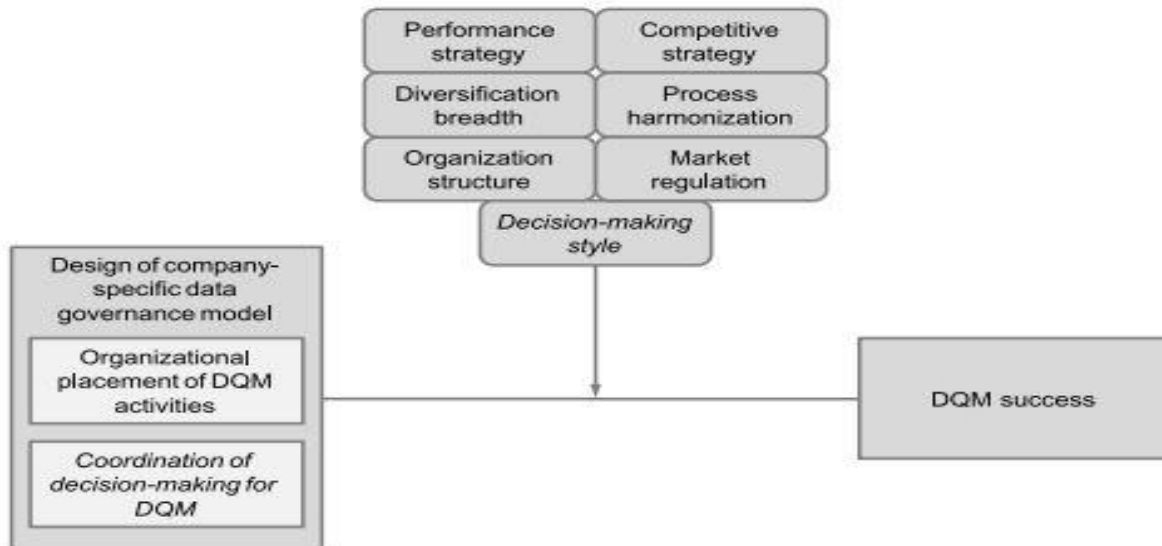 Performance
strategy
Competitive
strategy
Diversification
breadth
Process
harmonization
Organization
structure
Market
regulation
Decision-making
style
Design of company-
specific data
governance model
Organizational
placement of DQM
activities
Coordination of
decision-making for
DQM
DQM success